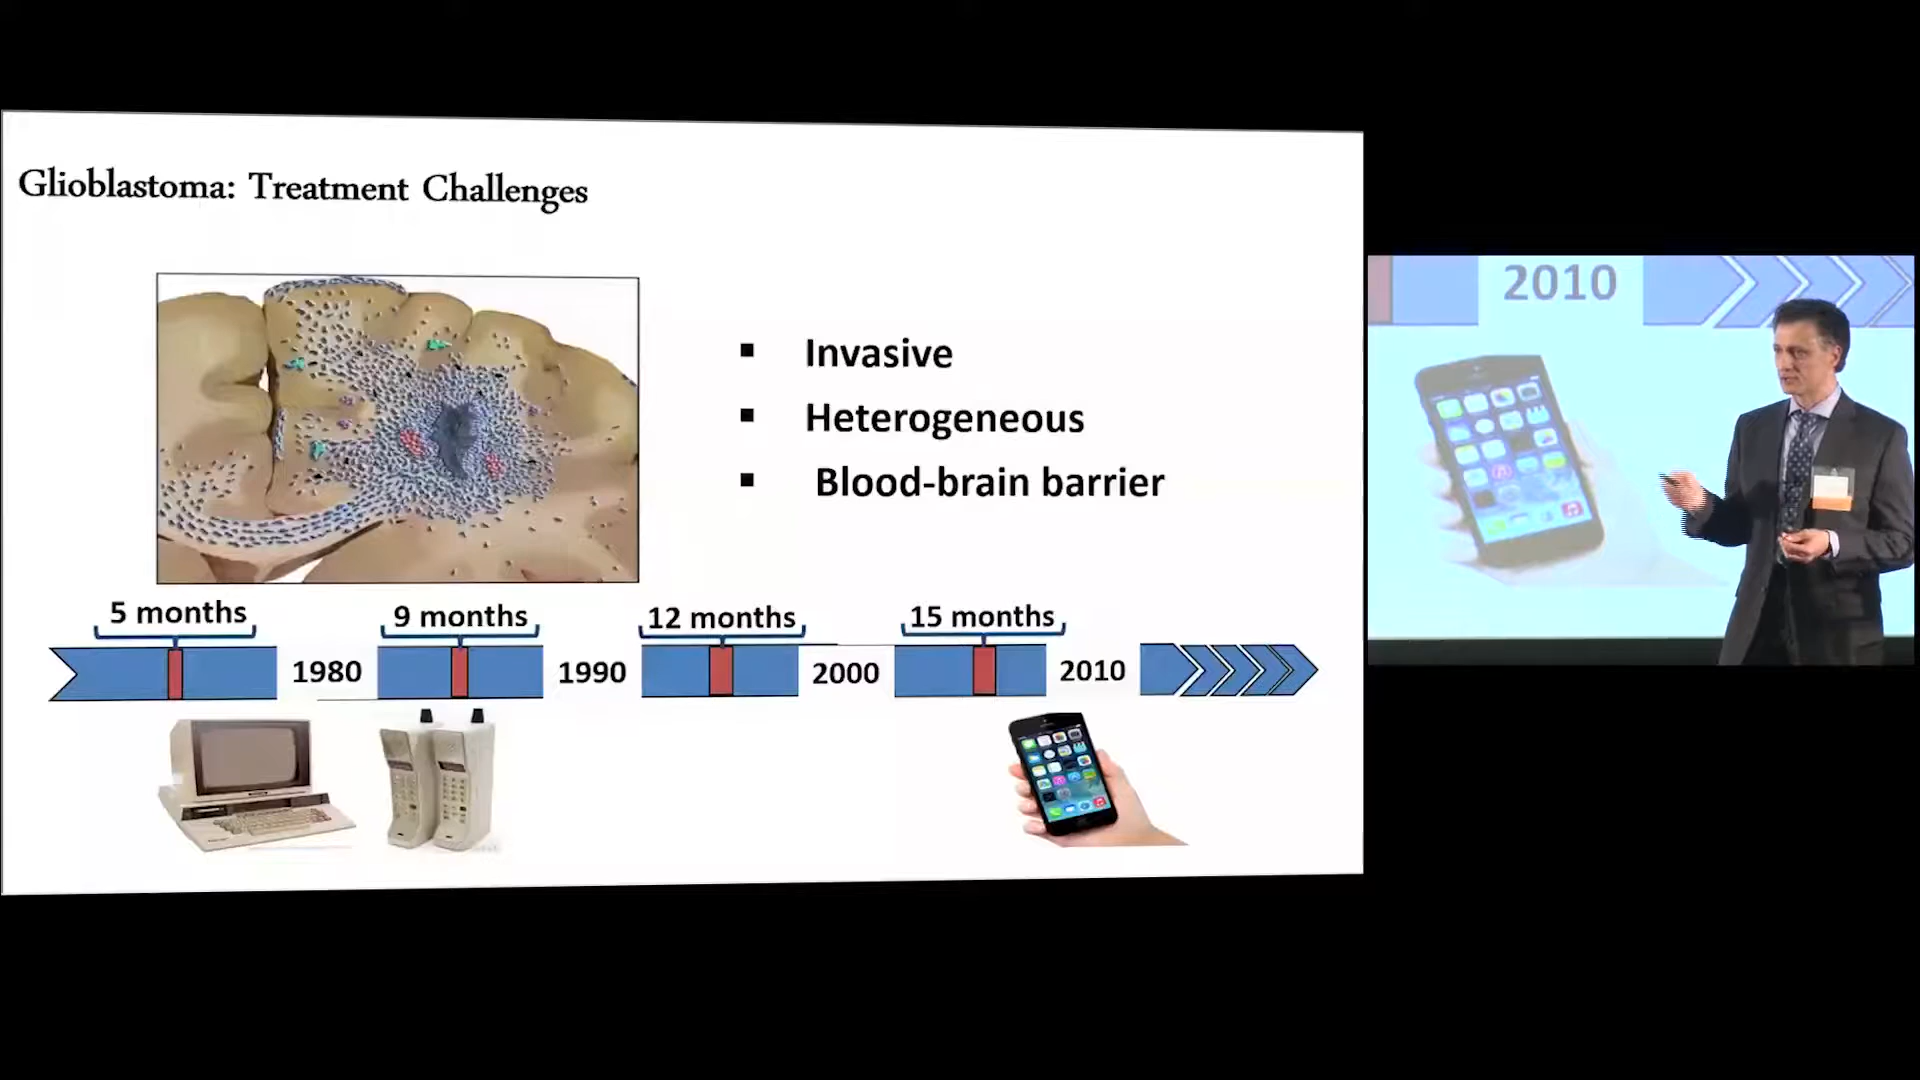 Glioblastoma: Treatment Challenges
Invasive
Heterogeneous
Blood-brain barrier
5 months
9 months
12 months
15 months
1980
1990
2000
2010
2010